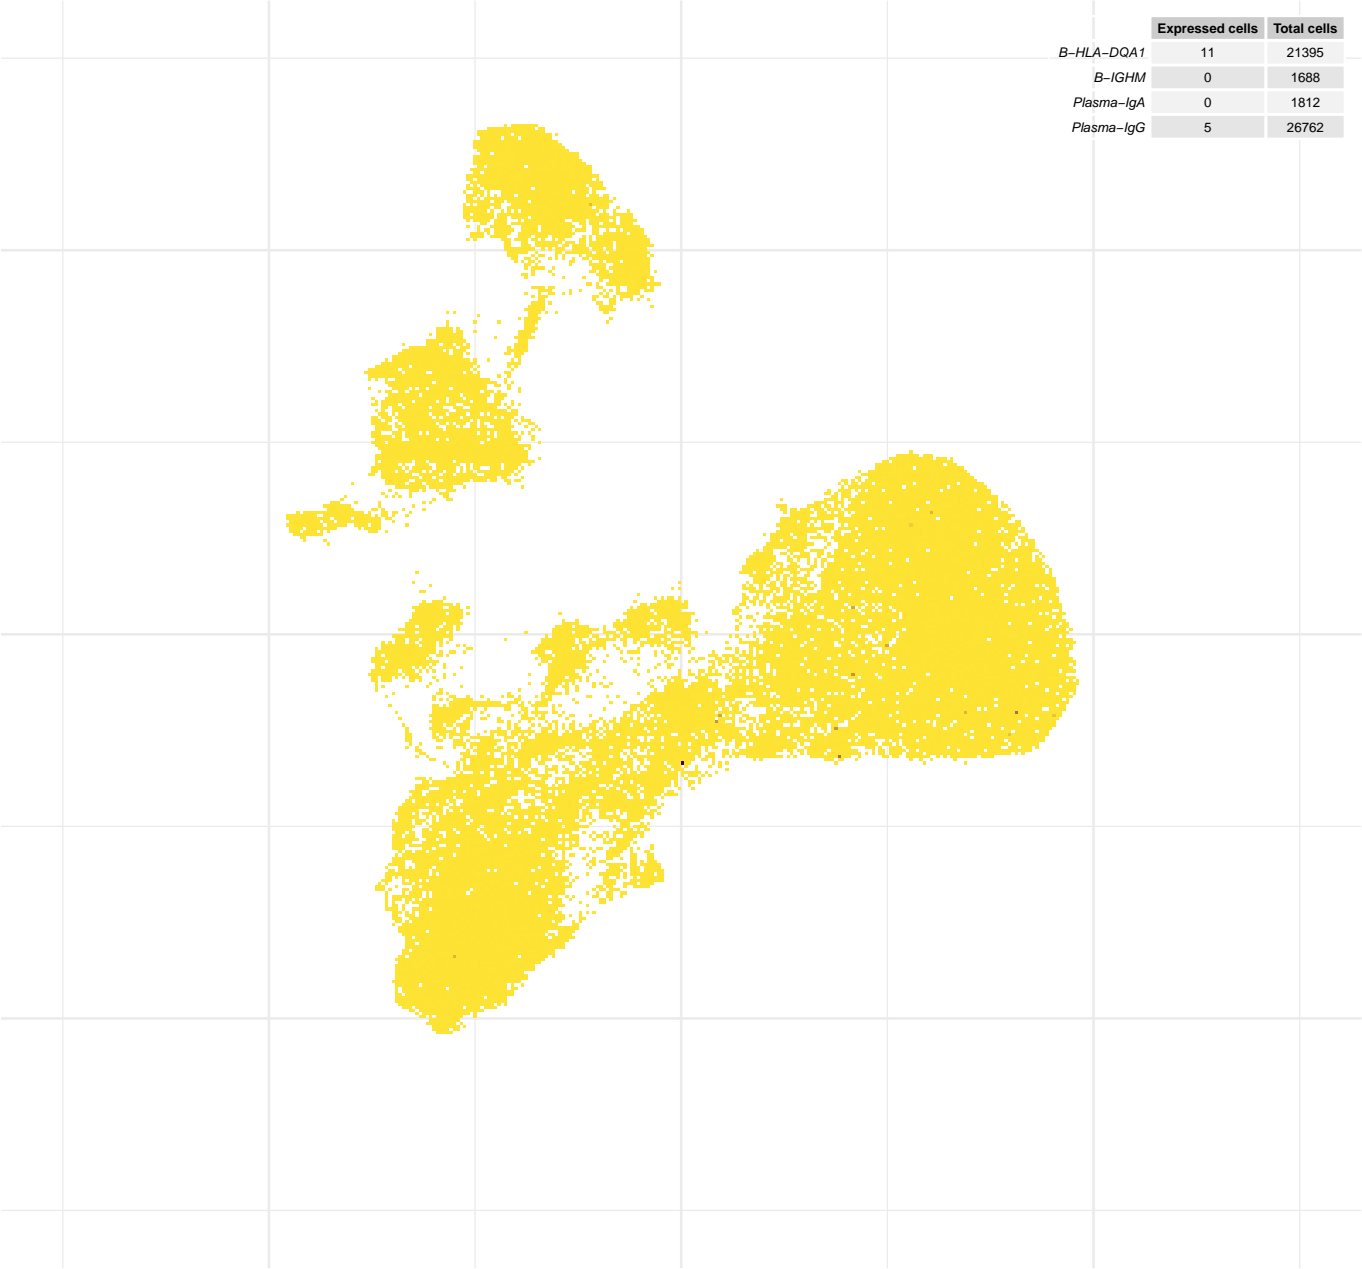 Expressed cells Total cells
B−HLA−DQA1 11 21395
B−IGHM 0 1688
Plasma−IgA 0 1812
Plasma−IgG 5 26762